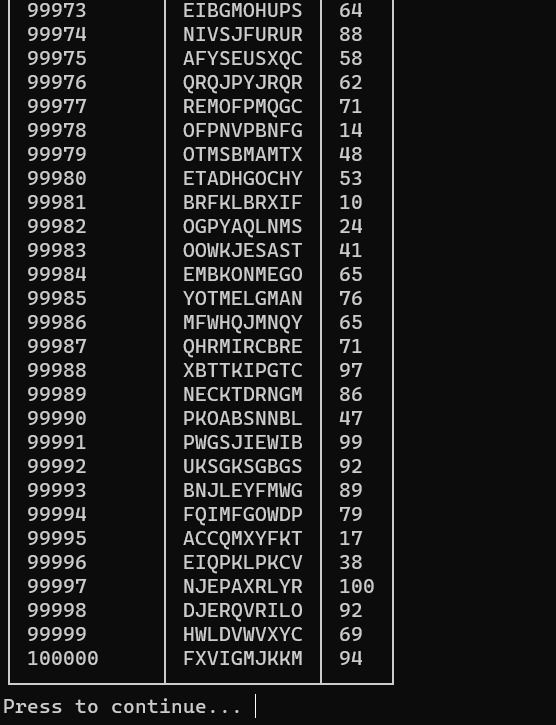 99973 EIBGMOHUPS 64
99974 NIVSJFURUR 88
99975 AFYSEUSXQC 58
99976 QRQJPYJRQR 62
99977 REMOFPMQGC 71
99978 OFPNVPBNFG 14
99979 OTMSBMAMTX 48
99980 ETADHGOCHY 53
99981 BRFKLBRXIF 10
99982 OGPYAQLNMS 24
99983 OOWKJESAST 41
99984 EMBKONMEGO 65
99985 YOTMELGMAN 76
99986 MFWHQJMNQY 65
99987 QHRMIRCBRE 71
99988 XBTTKIPGTC 97
99989 NECKTDRNGM 86
99990 PKOABSNNBL 47
99991 PWGSJIEWIB 99
99992 UKSGKSGBGS 92
99993 BNJLEYFMWG 89
99994 FQIMFGOWDP 79
99995 ACCQMXYFKT 17
99996 EIQPKLPKCV 38
99997 NJEPAXRLYR 100
99998 DJERQVRILO 92
99999 HWLDVWVXYC 69
100000 FXVIGMJKKM 94
Press to continue...